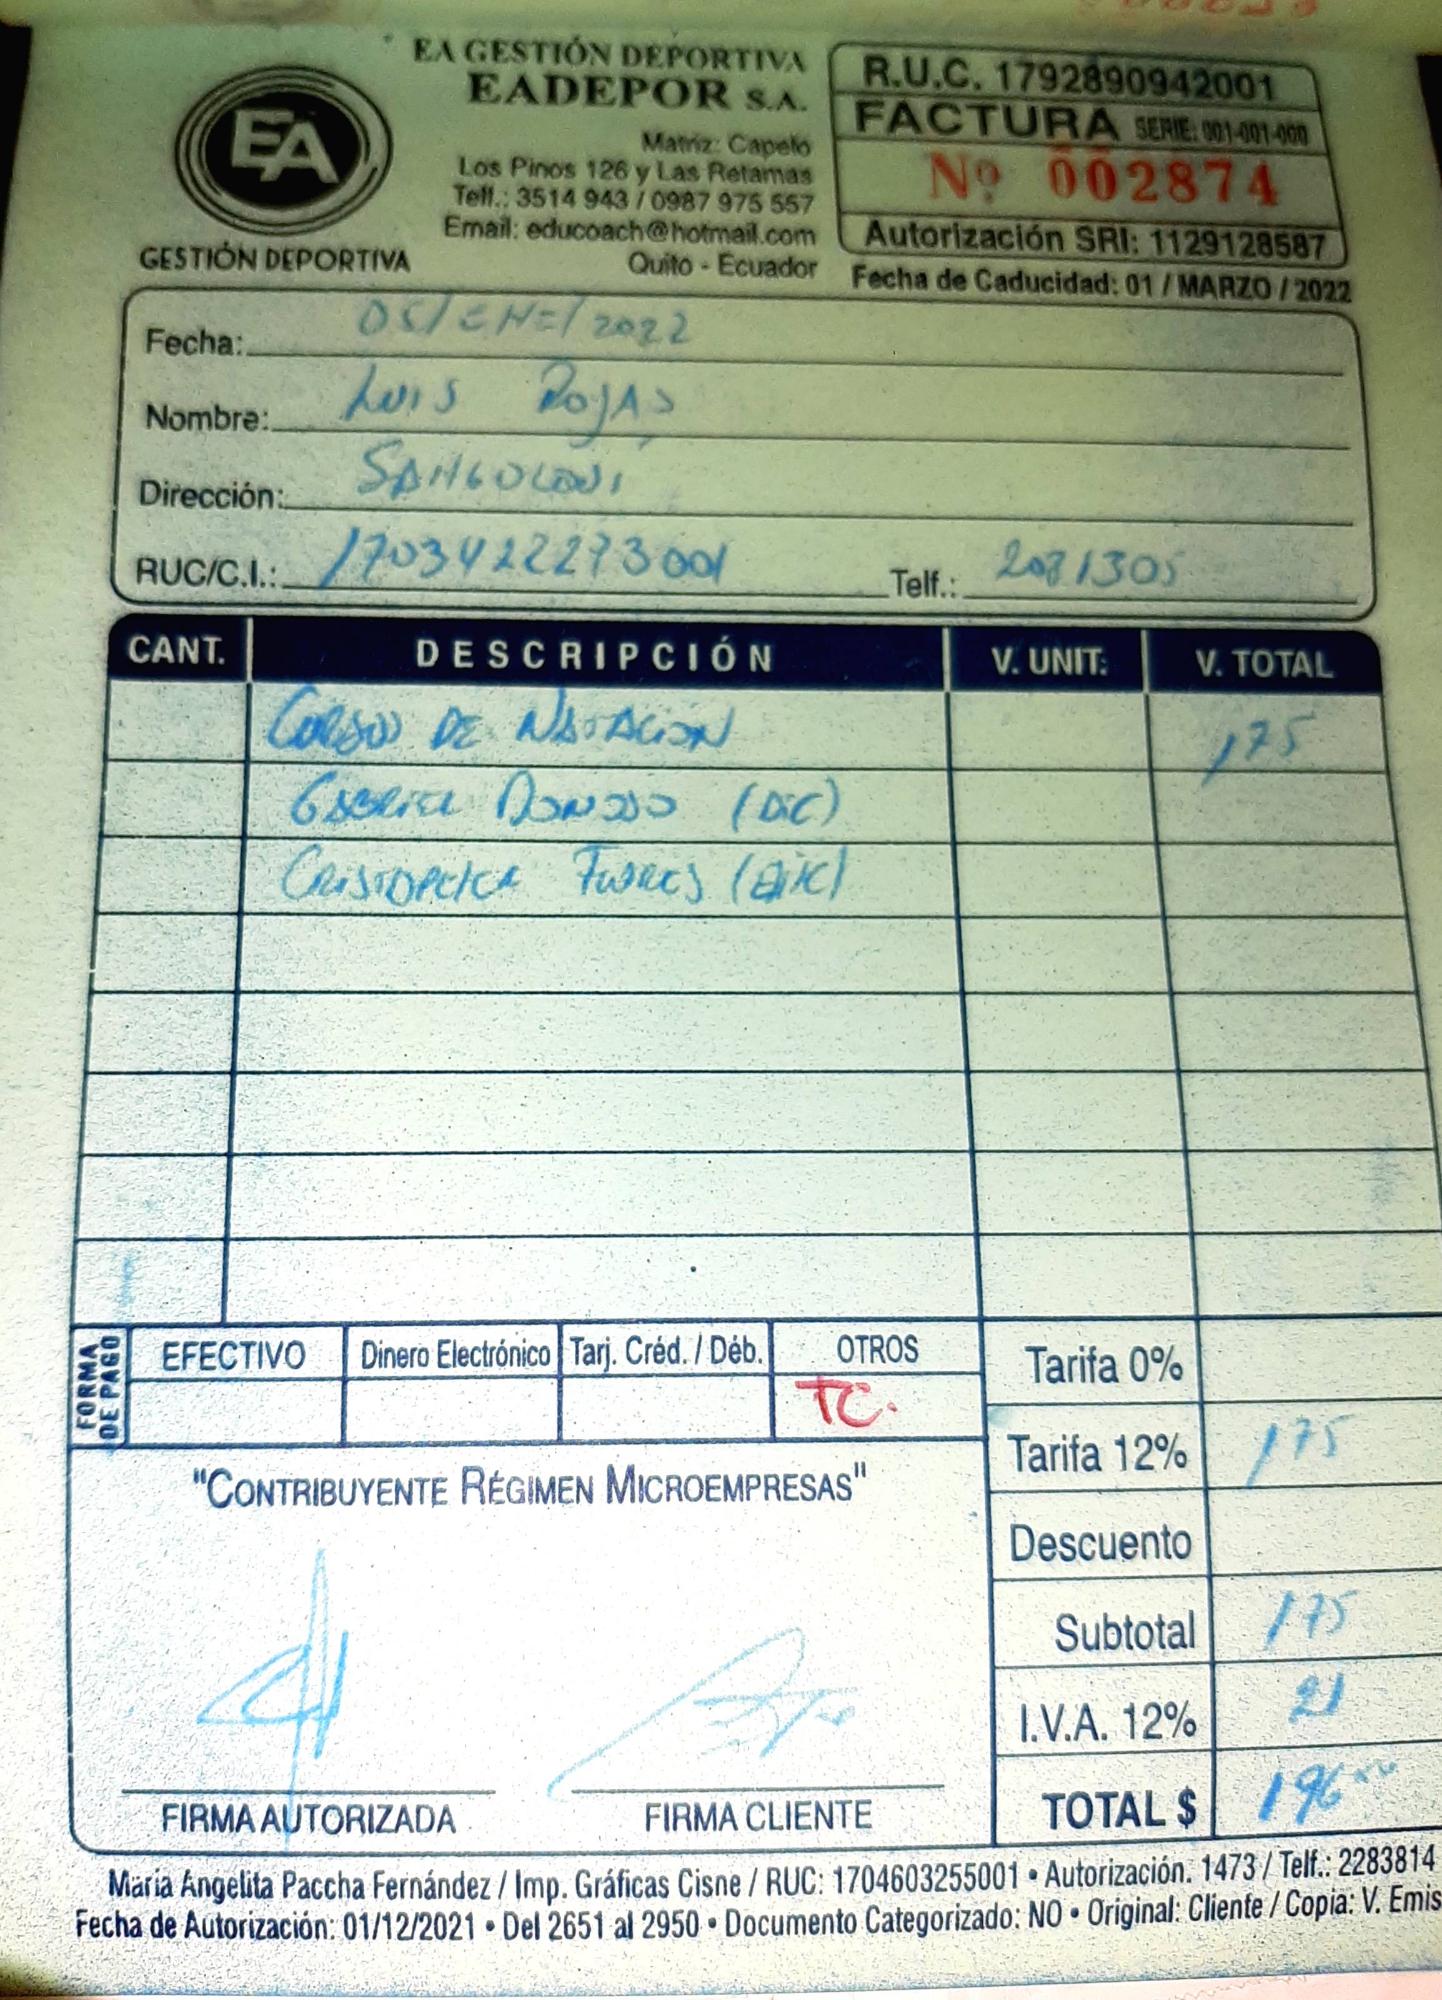 EA GESTIÓN DEPORTIVA
EADEPOR S.A.
EA
GESTIÓN DEPORTIVA
Matriz: Capelo
Los Pinos 126 y Las Retamas
Telf.: 3514 943 / 0987 975 557
Email: educoach@hotmail.com
Quito - Ecuador
R.U.C. 1792890942001
FACTURA SERIE: 001-001-000
Nº 002874
Autorización SRI: 1129128587
Fecha de Caducidad: 01 / MARZO / 2022
Fecha: 05/ENE/2022
Nombre: Luis Rojas
Dirección: SANGOLQUI
RUC/C.I.: 1703422273001 Telf.: 2081305
CANT. DESCRIPCIÓN V. UNIT. V. TOTAL
CURSO DE NATACION 175
GABRIEL DONOSO (DIC)
(DIC)
FORMA DE PAGO
EFECTIVO Dinero Electrónico Tarj. Créd. / Déb. OTROS
TC.
Tarifa 0%
Tarifa 12% 175
Descuento
Subtotal 175
I.V.A. 12% 21
TOTAL $ 196
"CONTRIBUYENTE RÉGIMEN MICROEMPRESAS"
FIRMA AUTORIZADA FIRMA CLIENTE
María Angelita Paccha Fernández / Imp. Gráficas Cisne / RUC: 1704603255001 • Autorización. 1473 / Telf.: 2283814
Fecha de Autorización: 01/12/2021 • Del 2651 al 2950 • Documento Categorizado: NO • Original: Cliente / Copia: V. Emis